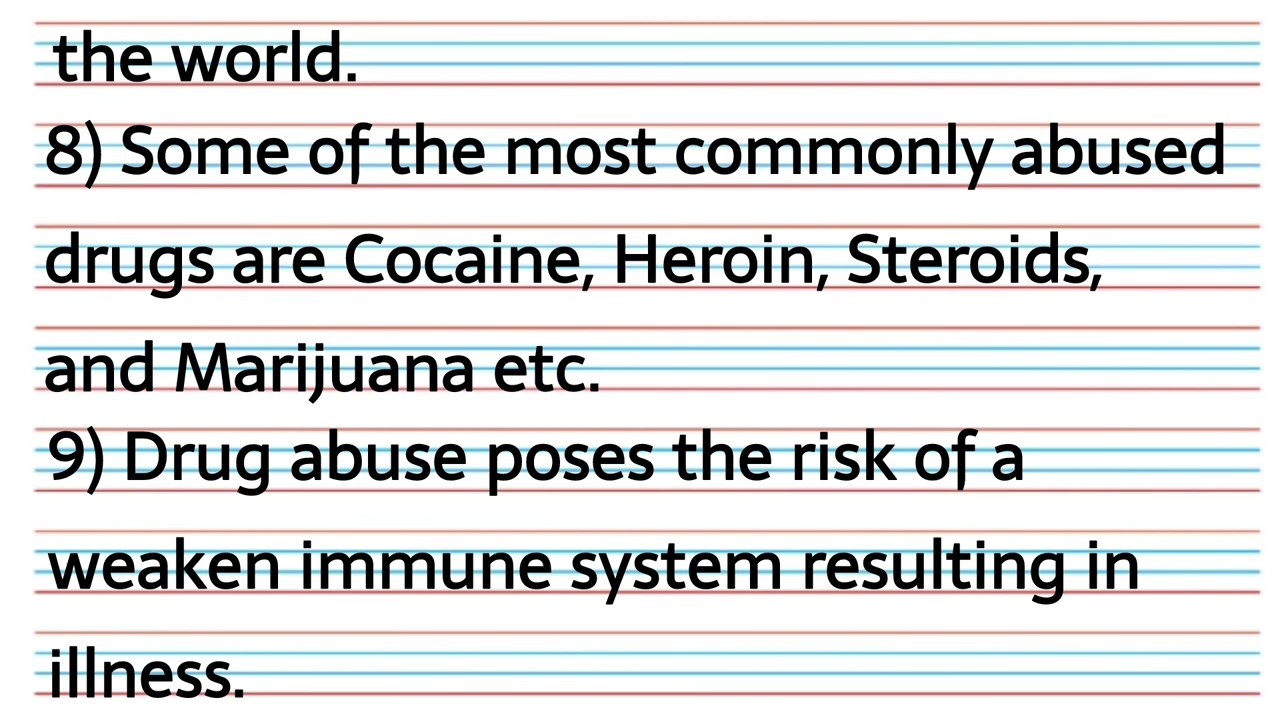 the world.
8) Some of the most commonly abused
drugs are Cocaine, Heroin, Steroids,
and Marijuana etc.
9) Drug abuse poses the risk of a
weaken immune system resulting in
illness.